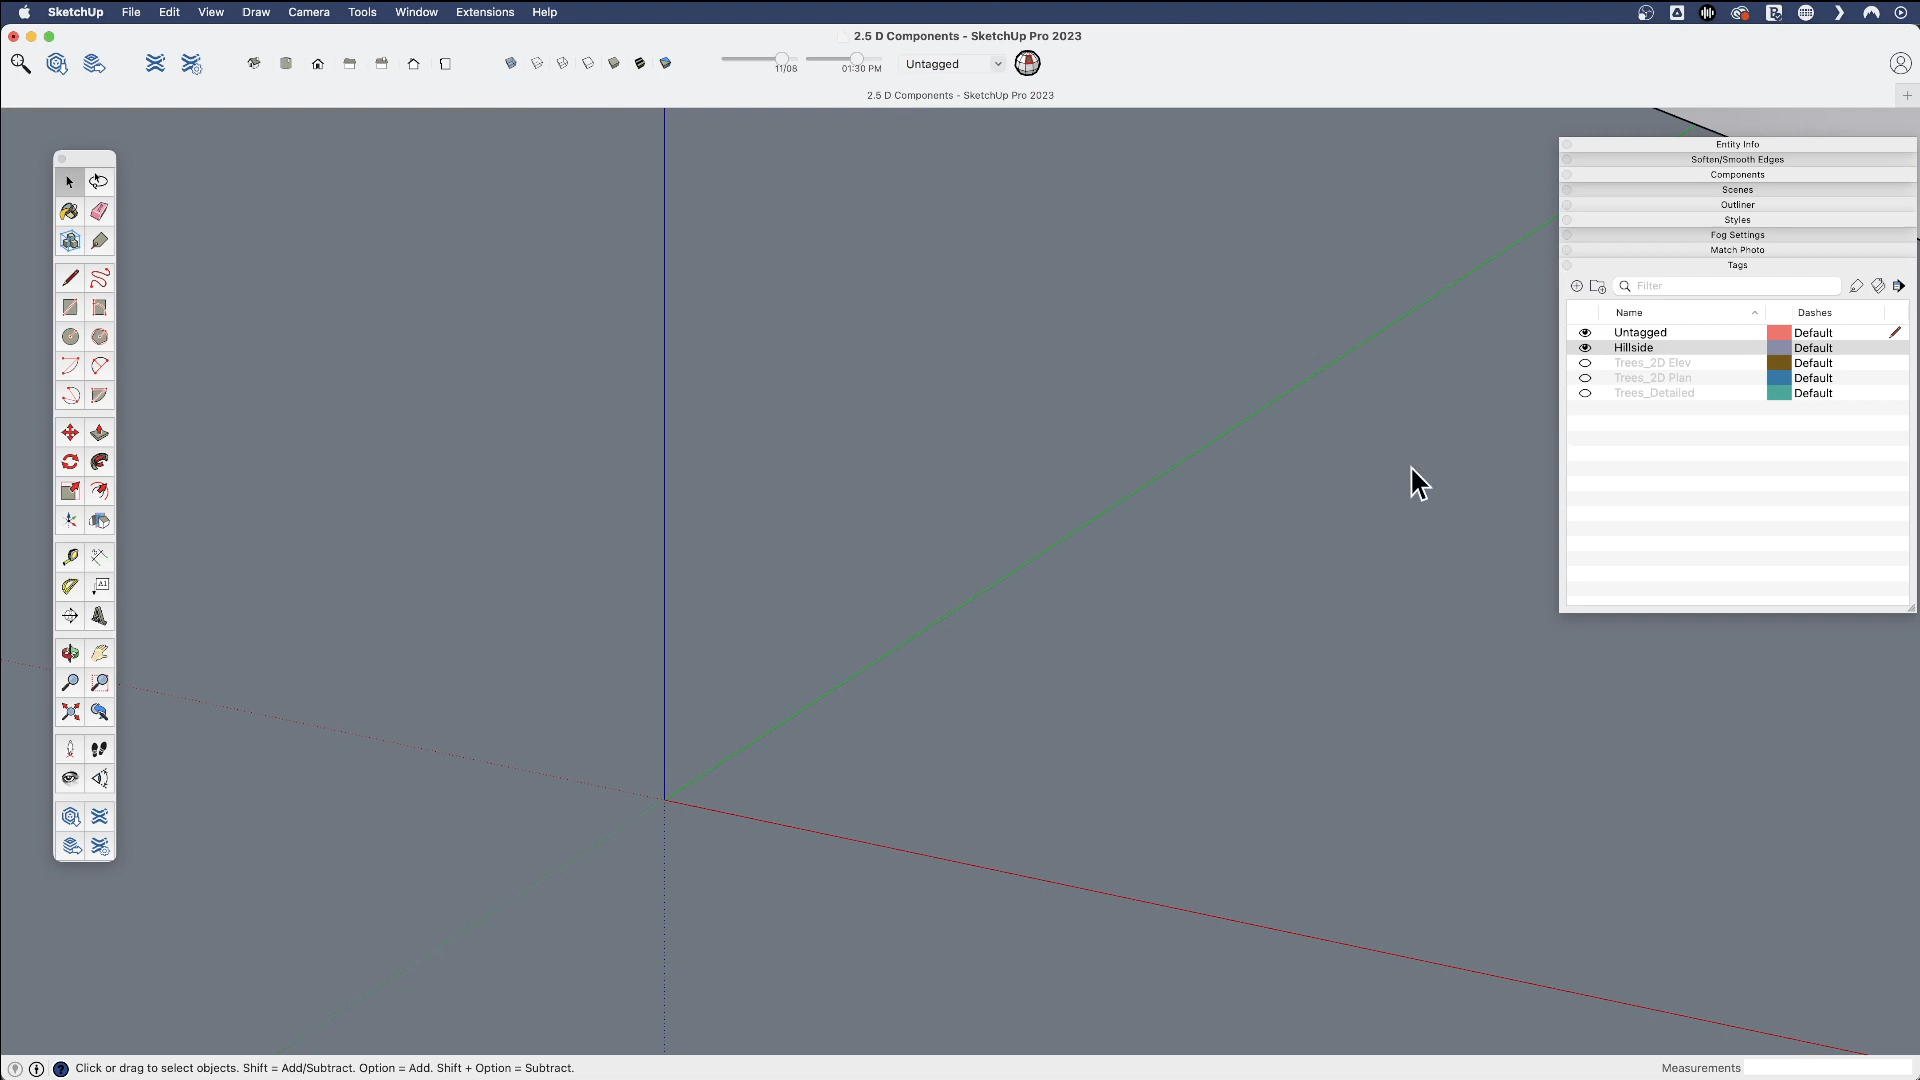 SketchUp File Edit View Draw Camera Tools Window Extensions Help
2.5 D Components - SketchUp Pro 2023
11/08 01:30 PM Untagged
2.5 D Components - SketchUp Pro 2023
Entity Info
Soften/Smooth Edges
Components
Scenes
Outliner
Styles
Fog Settings
Match Photo
Tags
Filter
Name Dashes
Untagged Default
Hillside Default
Trees_2D Elev Default
Trees_2D Plan Default
Trees_Detailed Default
A1
Click or drag to select objects. Shift = Add/Subtract. Option = Add. Shift + Option = Subtract.
Measurements